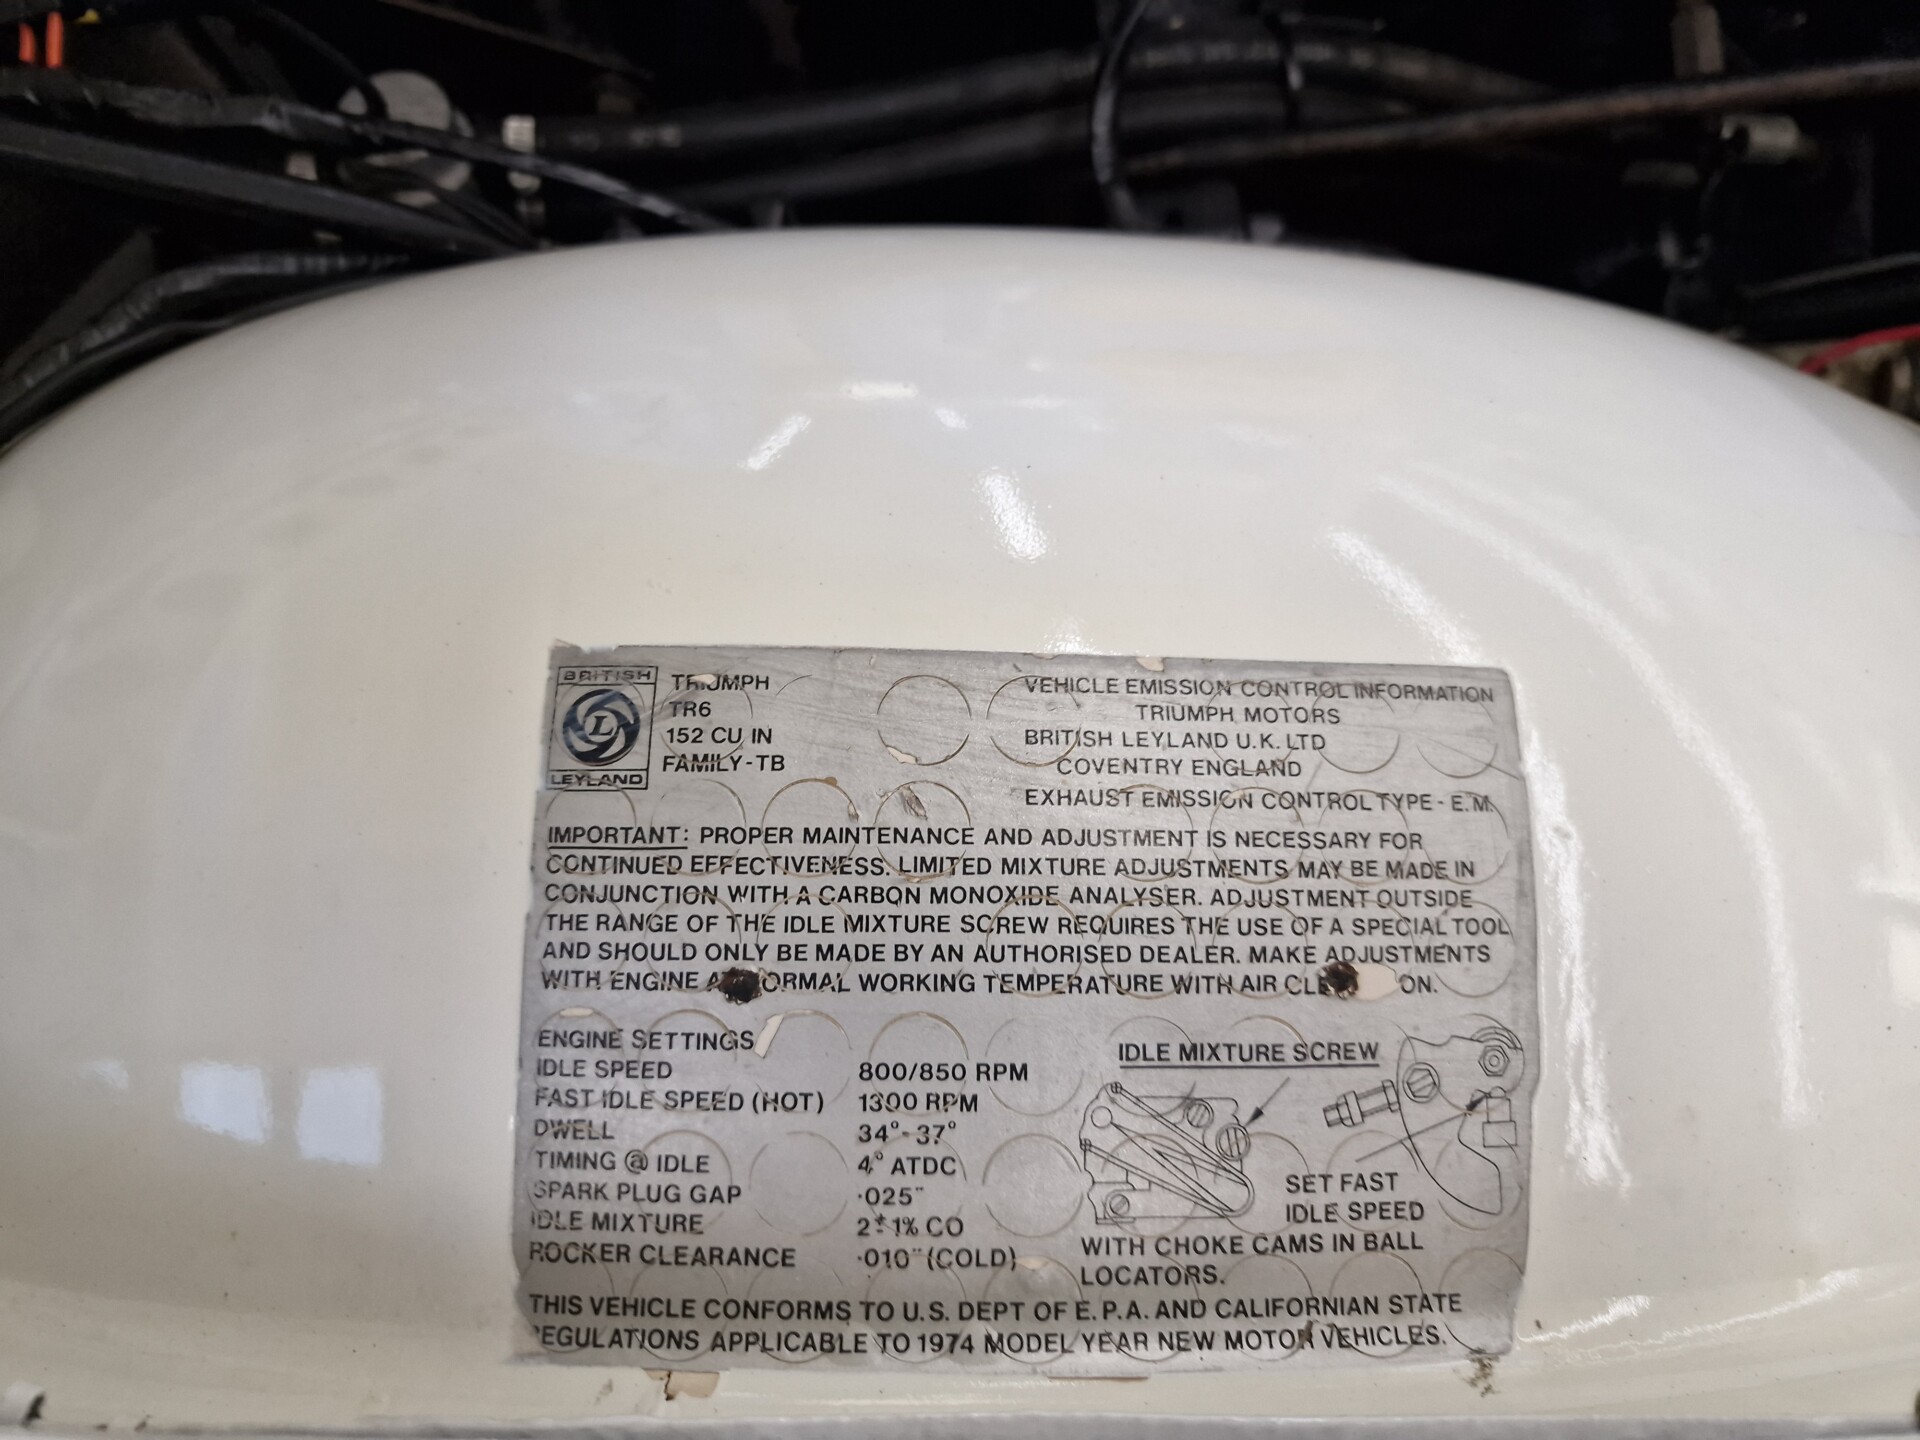 BRITISH
L
LEYLAND
TRIUMPH
TR6
152 CU IN
FAMILY-TB
VEHICLE EMISSION CONTROL INFORMATION
TRIUMPH MOTORS
BRITISH LEYLAND U.K. LTD
COVENTRY ENGLAND
EXHAUST EMISSION CONTROL TYPE - E.M.
IMPORTANT: PROPER MAINTENANCE AND ADJUSTMENT IS NECESSARY FOR
CONTINUED EFFECTIVENESS. LIMITED MIXTURE ADJUSTMENTS MAY BE MADE IN
CONJUNCTION WITH A CARBON MONOXIDE ANALYSER. ADJUSTMENT OUTSIDE
THE RANGE OF THE IDLE MIXTURE SCREW REQUIRES THE USE OF A SPECIAL TOOL
AND SHOULD ONLY BE MADE BY AN AUTHORISED DEALER. MAKE ADJUSTMENTS
WITH ENGINE A ORMAL WORKING TEMPERATURE WITH AIR CLE ON.
ENGINE SETTINGS
IDLE SPEED 800/850 RPM
FAST IDLE SPEED (HOT) 1300 RPM
DWELL 34°-37°
TIMING @ IDLE 4° ATDC
SPARK PLUG GAP ·025"
IDLE MIXTURE 2±1% CO
ROCKER CLEARANCE ·010" (COLD)
IDLE MIXTURE SCREW
SET FAST
IDLE SPEED
WITH CHOKE CAMS IN BALL
LOCATORS.
THIS VEHICLE CONFORMS TO U.S. DEPT OF E.P.A. AND CALIFORNIAN STATE
REGULATIONS APPLICABLE TO 1974 MODEL YEAR NEW MOTOR VEHICLES.